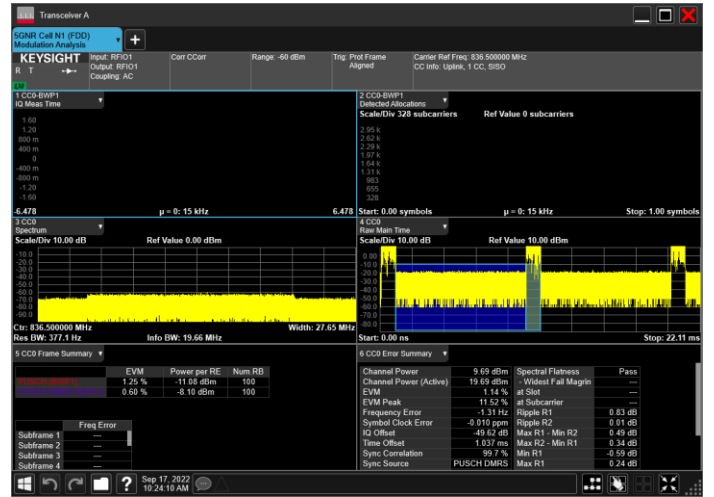 Transceiver A
5GNR Cell N1 (FDD)
Modulation Analysis
KEYSIGHT
R T
Input: RFIO1
Output: RFIO1
Coupling: AC
Corr CCorr
Range: -60 dBm
Trig: Prot Frame
Aligned
Carrier Ref Freq: 836.500000 MHz
CC Info: Uplink, 1 CC, SISO
1 CC0-BWP1
IQ Meas Time
1.60
1.20
800 m
400 m
0
-400 m
-800 m
-1.20
-1.60
-6.478 μ = 0: 15 kHz 6.478
2 CC0-BWP1
Detected Allocations
Scale/Div 328 subcarriers Ref Value 0 subcarriers
2.95 k
2.62 k
2.29 k
1.97 k
1.64 k
1.31 k
983
655
328
Start: 0.00 symbols μ = 0: 15 kHz Stop: 1.00 symbols
3 CC0
Spectrum
Scale/Div 10.00 dB Ref Value 0.00 dBm
-10.0
-20.0
-30.0
-40.0
-50.0
-60.0
-70.0
-80.0
-90.0
Ctr: 836.500000 MHz Width: 27.65 MHz
Res BW: 377.1 Hz Info BW: 19.66 MHz
4 CC0
Raw Main Time
Scale/Div 10.00 dB Ref Value 10.00 dBm
0.00
-10.0
-20.0
-30.0
-40.0
-50.0
-60.0
-70.0
-80.0
Start: 0.00 ns Stop: 22.11 ms
5 CC0 Frame Summary
EVM Power per RE Num RB
1.25 % -11.08 dBm 100
0.60 % -8.10 dBm 100
Freq Error
Subframe 1 ---
Subframe 2 ---
Subframe 3 ---
Subframe 4 ---
6 CC0 Error Summary
Channel Power 9.69 dBm Spectral Flatness Pass
Channel Power (Active) 19.69 dBm - Widest Fail Magrin ---
EVM 1.14 % at Slot ---
EVM Peak 11.52 % at Subcarrier ---
Frequency Error -1.31 Hz Ripple R1 0.83 dB
Symbol Clock Error -0.010 ppm Ripple R2 0.01 dB
IQ Offset -49.62 dB Max R1 - Min R2 0.49 dB
Time Offset 1.037 ms Max R2 - Min R1 0.34 dB
Sync Correlation 99.7 % Min R1 -0.59 dB
Sync Source PUSCH DMRS Max R1 0.24 dB
Sep 17, 2022
10:24:10 AM